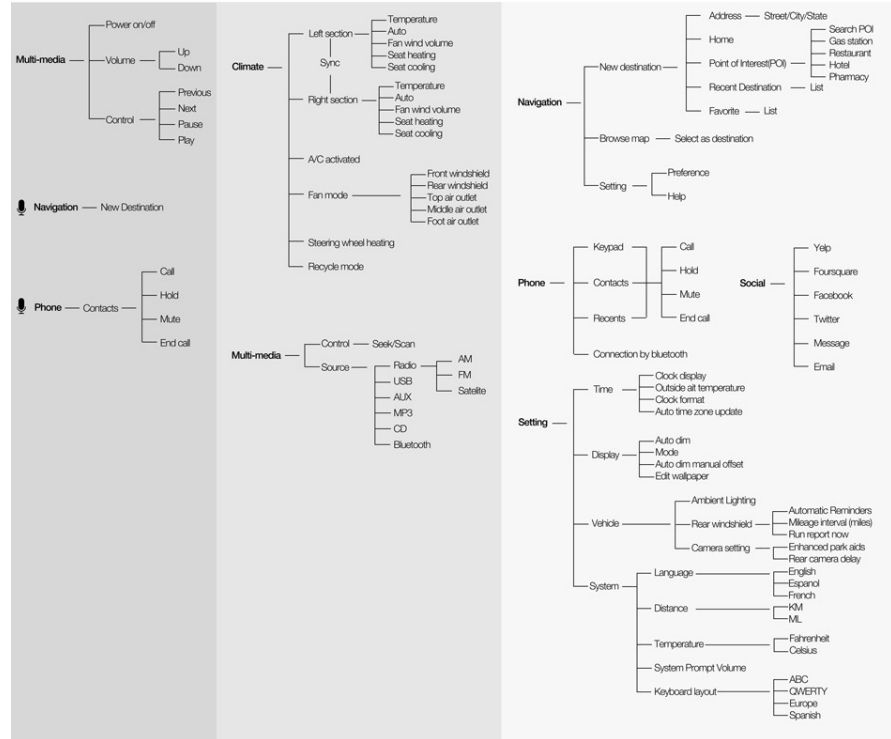 Multi-media
Power on/off
Volume
Up
Down
Control
Previous
Next
Pause
Play
Navigation
New Destination
Phone
Contacts
Call
Hold
Mute
End call
Climate
Left section
Temperature
Auto
Fan wind volume
Seat heating
Seat cooling
Sync
Right section
Temperature
Auto
Fan wind volume
Seat heating
Seat cooling
A/C activated
Fan mode
Front windshield
Rear windshield
Top air outlet
Middle air outlet
Foot air outlet
Steering wheel heating
Recycle mode
Multi-media
Control
Seek/Scan
Source
Radio
AM
FM
Satelite
USB
AUX
MP3
CD
Bluetooth
Navigation
New destination
Address
Street/City/State
Home
Point of Interest(POI)
Search POI
Gas station
Restaurant
Hotel
Pharmacy
Recent Destination
List
Favorite
List
Browse map
Select as destination
Setting
Preference
Help
Phone
Keypad
Contacts
Recents
Call
Hold
Mute
End call
Connection by bluetooth
Social
Yelp
Foursquare
Facebook
Twitter
Message
Email
Setting
Time
Clock display
Outside ait temperature
Clock format
Auto time zone update
Display
Auto dim
Mode
Auto dim manual offset
Edit wallpaper
Vehicle
Ambient Lighting
Rear windshield
Automatic Reminders
Mileage interval (miles)
Run report now
Camera setting
Enhanced park aids
Rear camera delay
System
Language
English
Espanol
French
Distance
KM
ML
Temperature
Fahrenheit
Celsius
System Prompt Volume
Keyboard layout
ABC
QWERTY
Europe
Spanish